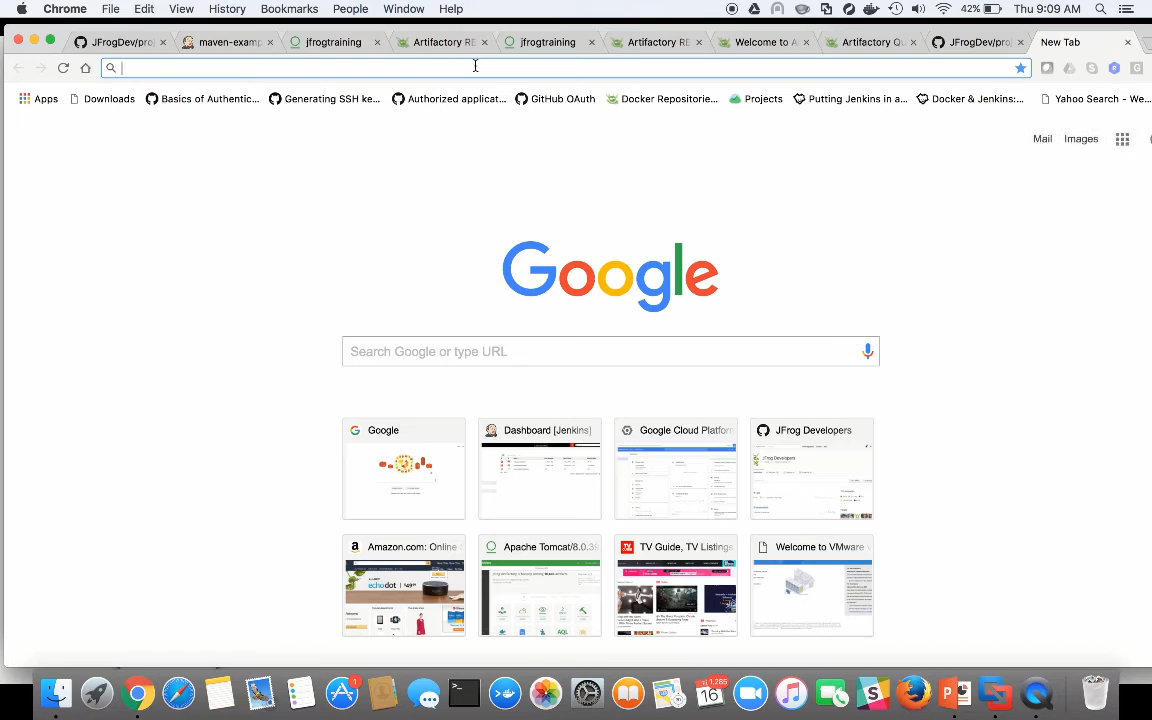 Chrome File Edit View History Bookmarks People Window Help 42% Thu 9:09 AM
JFrogDev/pro maven-examp jfrogtraining Artifactory RE jfrogtraining Artifactory RE Welcome to A Artifactory Qu JFrogDev/pro New Tab
Apps Downloads Basics of Authentic... Generating SSH ke... Authorized applicat... GitHub OAuth Docker Repositorie... Projects Putting Jenkins in a... Docker & Jenkins:... Yahoo Search - We...
Mail Images
Google
Search Google or type URL
Google Dashboard [Jenkins] Google Cloud Platform JFrog Developers
Amazon.com: Online Apache Tomcat/8.0.3 TV Guide, TV Listings Welcome to VMware
1 1,265
16